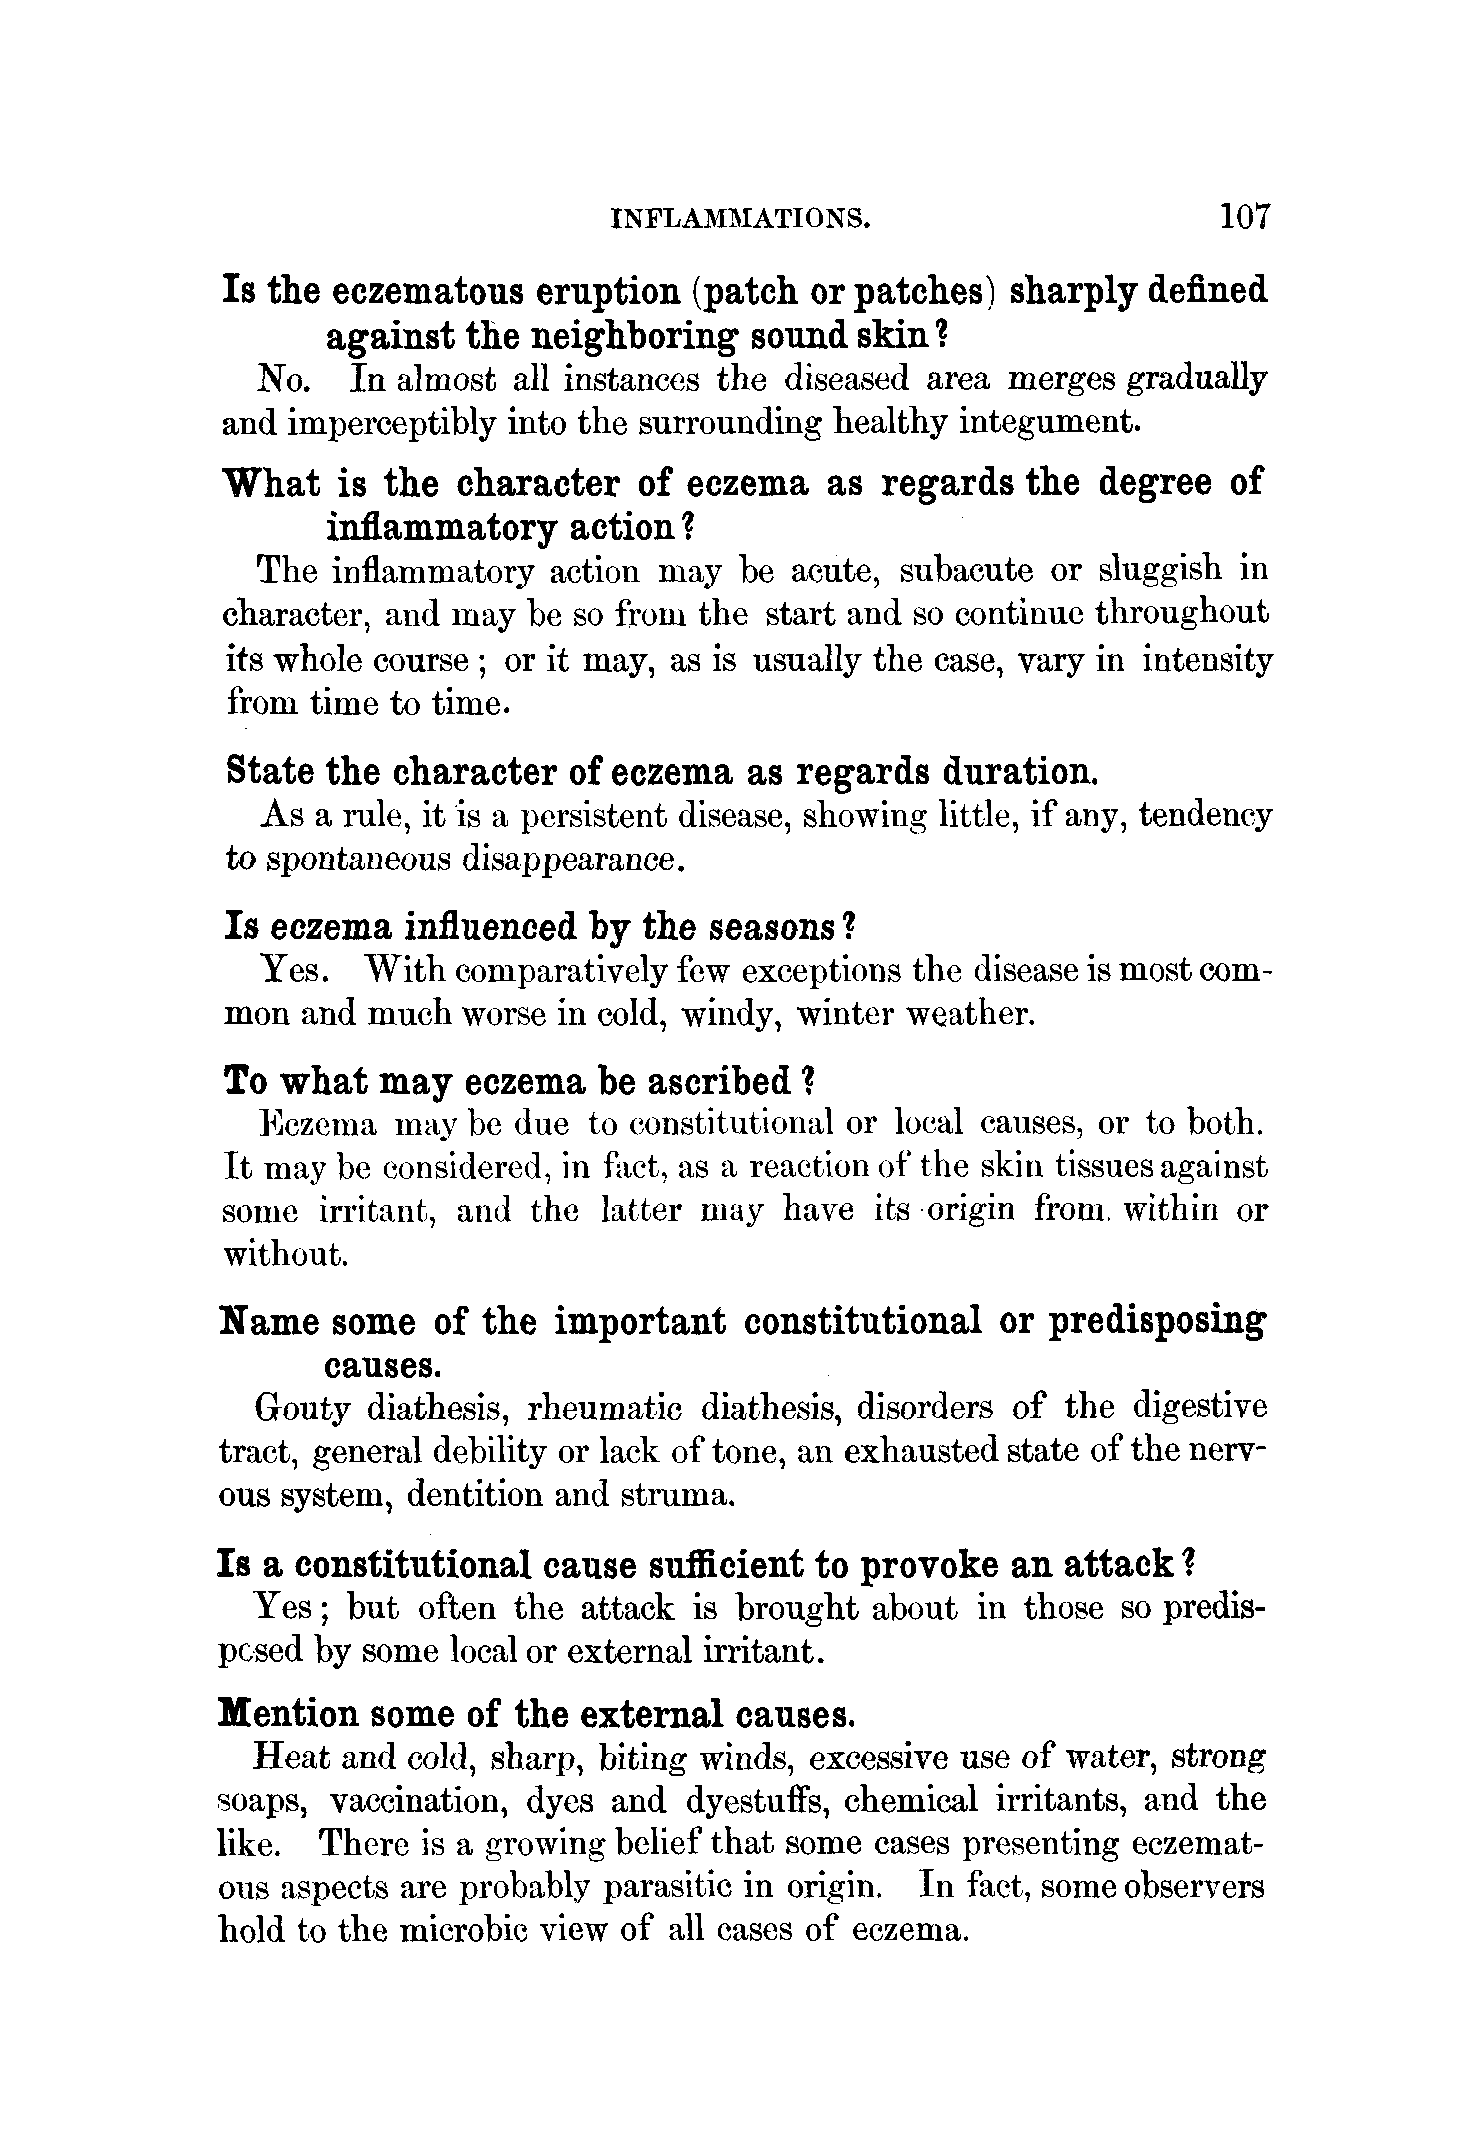 INFLAMMATIONS. 107
Is the eczematous eruption (patch or patches) sharply defined
against the neighboring sound skin?
No. In almost all instances the diseased area merges gradually
and imperceptibly into the surrounding healthy integument.
What is the character of eczema as regards the degree of
inflammatory action?
The inflammatory action may be acute, subacute or sluggish in
character, and may be so from the start and so continue throughout
its whole course; or it may, as is usually the case, vary in intensity
from time to time.
State the character of eczema as regards duration.
As a rule, it is a persistent disease, showing little, if any, tendency
to spontaneous disappearance.
Is eczema influenced by the seasons?
Yes. With comparatively few exceptions the disease is most com-
mon and much worse in cold, windy, winter weather.
To what may eczema be ascribed?
Eczema may be due to constitutional or local causes, or to both.
It may be considered, in fact, as a reaction of the skin tissues against
some irritant, and the latter may have its origin from within or
without.
Name some of the important constitutional or predisposing
causes.
Gouty diathesis, rheumatic diathesis, disorders of the digestive
tract, general debility or lack of tone, an exhausted state of the nerv-
ous system, dentition and struma.
Is a constitutional cause sufficient to provoke an attack?
Yes; but often the attack is brought about in those so predis-
posed by some local or external irritant.
Mention some of the external causes.
Heat and cold, sharp, biting winds, excessive use of water, strong
soaps, vaccination, dyes and dyestuffs, chemical irritants, and the
like. There is a growing belief that some cases presenting eczemat-
ous aspects are probably parasitic in origin. In fact, some observers
hold to the microbic view of all cases of eczema.